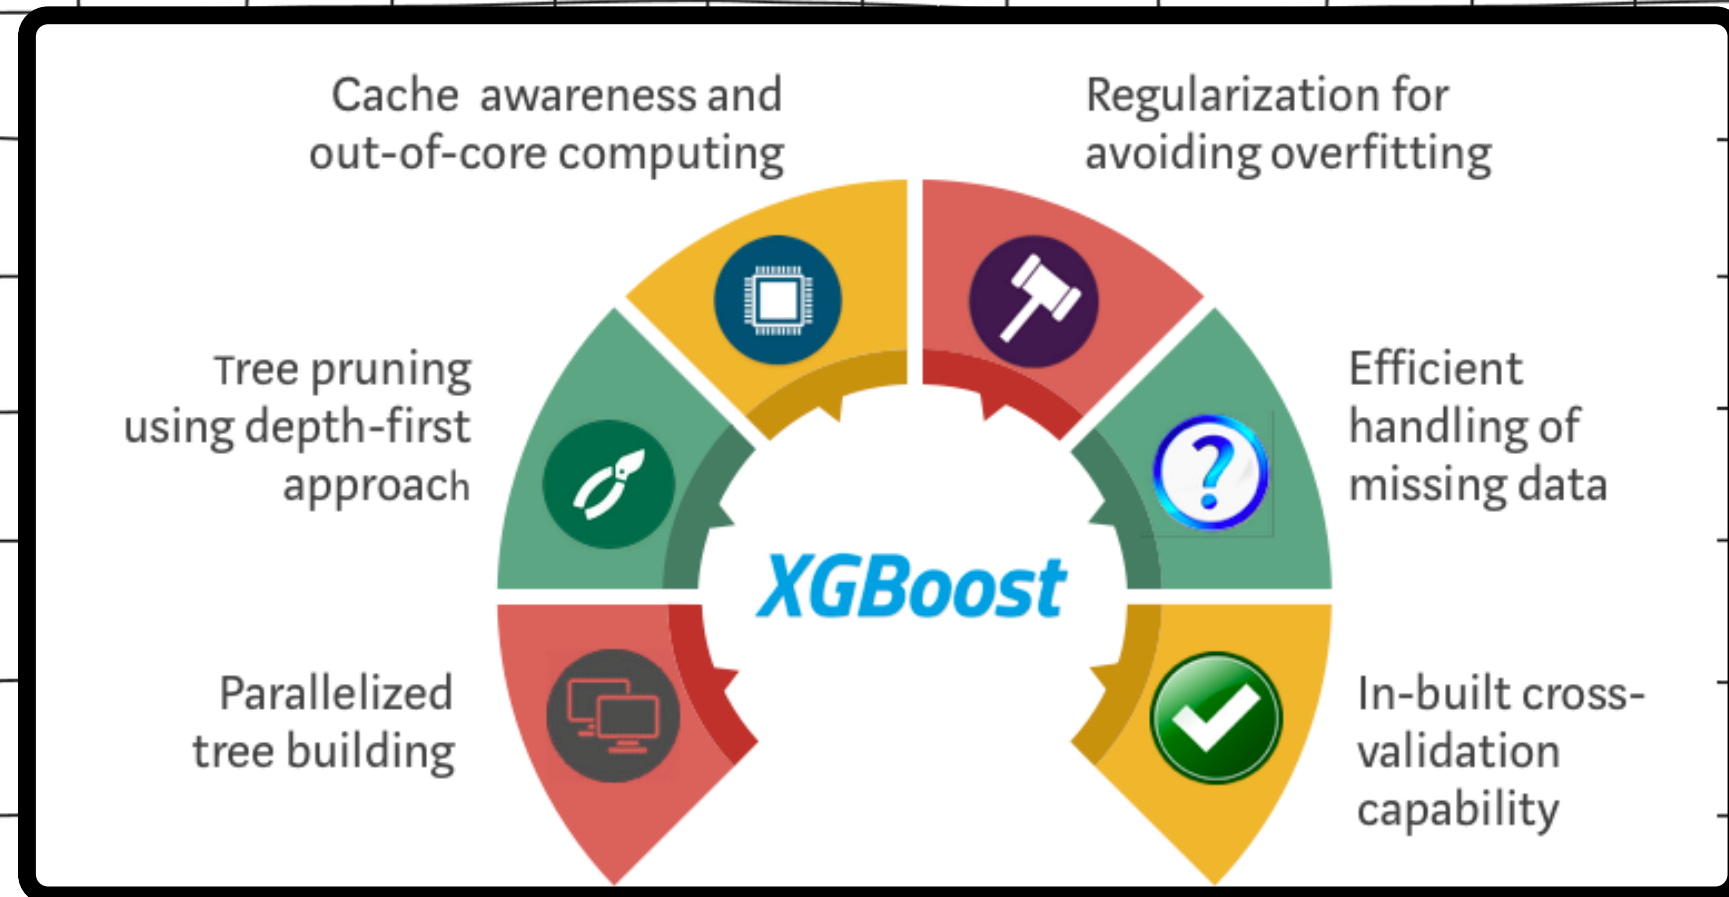 Cache awareness and
out-of-core computing
Regularization for
avoiding overfitting
Tree pruning
using depth-first
approach
Efficient
handling of
missing data
?
XGBoost
Parallelized
tree building
In-built cross-
validation
capability